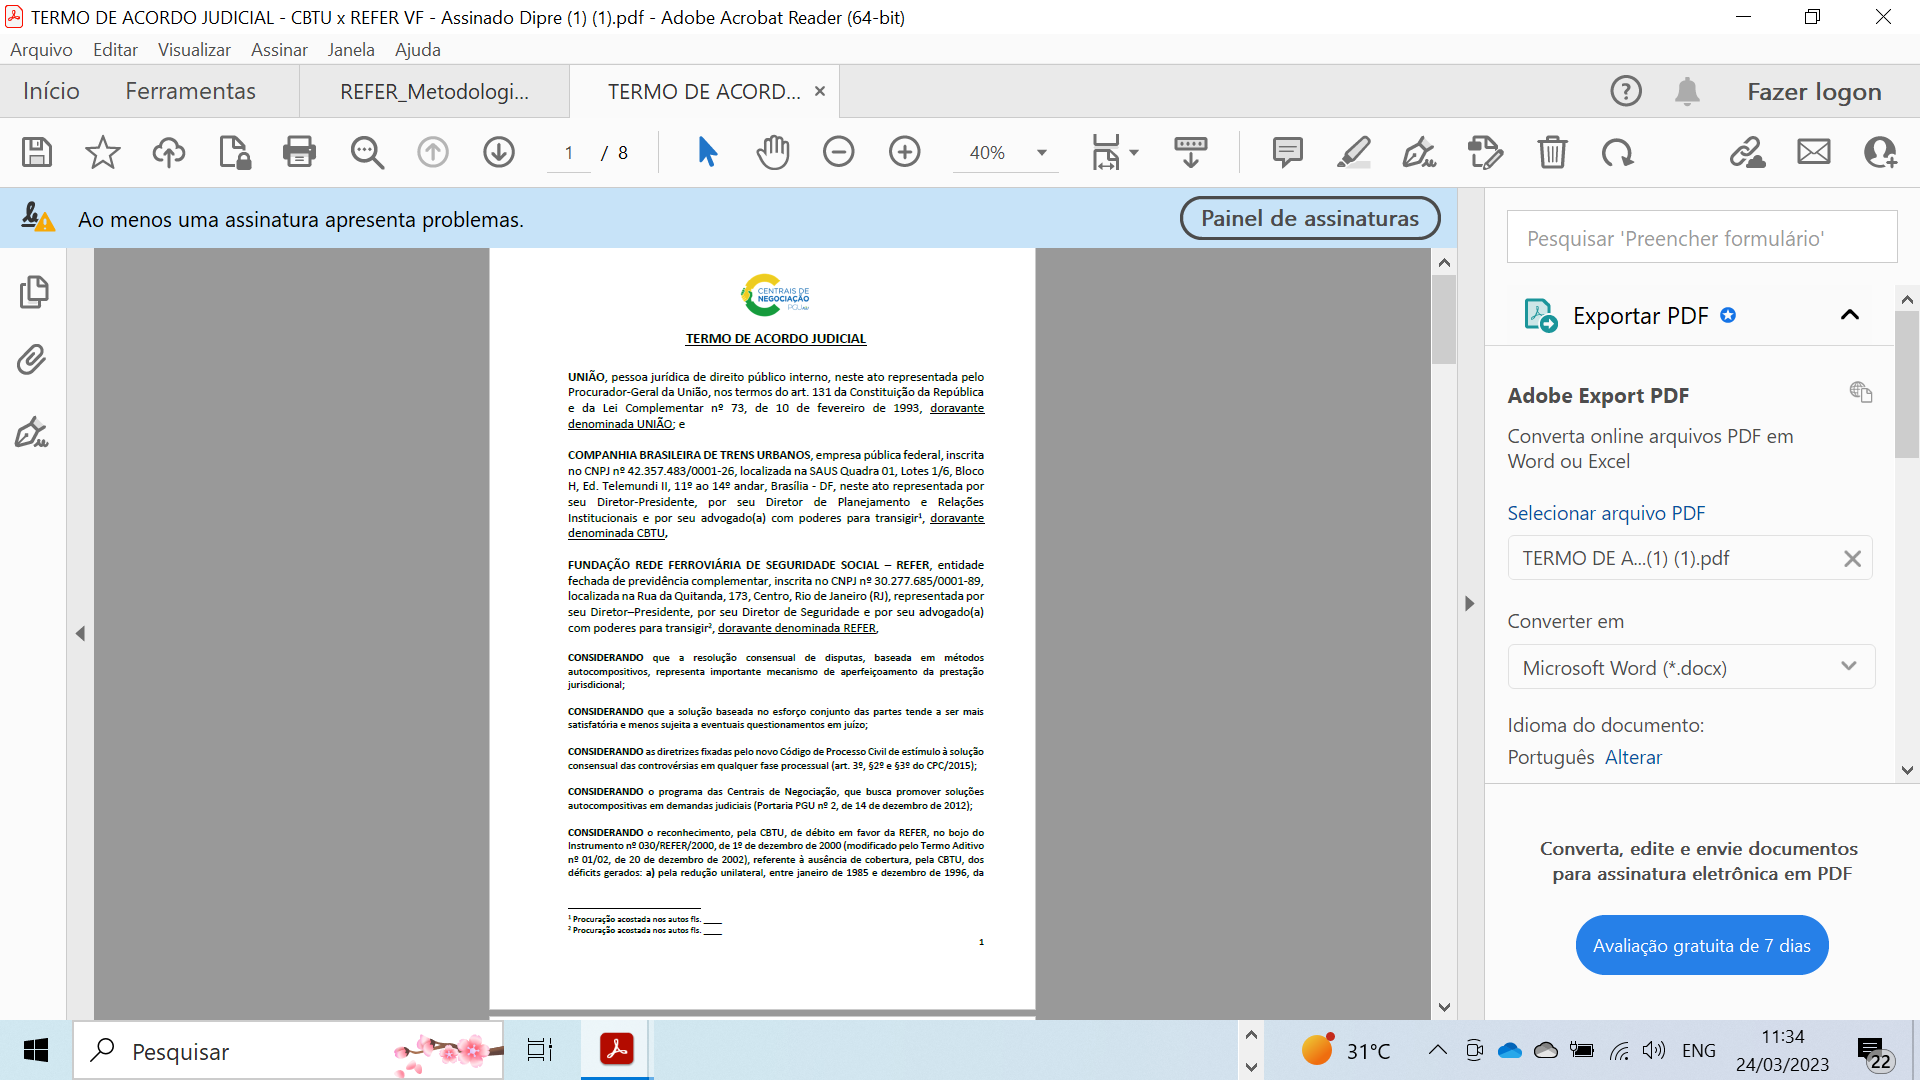 TERMO DE ACORDO JUDICIAL - CBTU x REFER VF - Assinado Dipre (1) (1).pdf - Adobe Acrobat Reader (64-bit)
Arquivo Editar Visualizar Assinar Janela Ajuda
Início Ferramentas REFER_Metodologi... TERMO DE ACORD... × Fazer logon
1 / 8 40%
Ao menos uma assinatura apresenta problemas. Painel de assinaturas
CENTRAIS DE
NEGOCIAÇÃO
PGU
TERMO DE ACORDO JUDICIAL
UNIÃO, pessoa jurídica de direito público interno, neste ato representada pelo
Procurador-Geral da União, nos termos do art. 131 da Constituição da República
e da Lei Complementar nº 73, de 10 de fevereiro de 1993, doravante
denominada UNIÃO; e
COMPANHIA BRASILEIRA DE TRENS URBANOS, empresa pública federal, inscrita
no CNPJ nº 42.357.483/0001-26, localizada na SAUS Quadra 01, Lotes 1/6, Bloco
H, Ed. Telemundi II, 11º ao 14º andar, Brasília - DF, neste ato representada por
seu Diretor-Presidente, por seu Diretor de Planejamento e Relações
Institucionais e por seu advogado(a) com poderes para transigir¹, doravante
denominada CBTU,
FUNDAÇÃO REDE FERROVIÁRIA DE SEGURIDADE SOCIAL – REFER, entidade
fechada de previdência complementar, inscrita no CNPJ nº 30.277.685/0001-89,
localizada na Rua da Quitanda, 173, Centro, Rio de Janeiro (RJ), representada por
seu Diretor–Presidente, por seu Diretor de Seguridade e por seu advogado(a)
com poderes para transigir², doravante denominada REFER,
CONSIDERANDO que a resolução consensual de disputas, baseada em métodos
autocompositivos, representa importante mecanismo de aperfeiçoamento da prestação
jurisdicional;
CONSIDERANDO que a solução baseada no esforço conjunto das partes tende a ser mais
satisfatória e menos sujeita a eventuais questionamentos em juízo;
CONSIDERANDO as diretrizes fixadas pelo novo Código de Processo Civil de estímulo à solução
consensual das controvérsias em qualquer fase processual (art. 3º, §2º e §3º do CPC/2015);
CONSIDERANDO o programa das Centrais de Negociação, que busca promover soluções
autocompositivas em demandas judiciais (Portaria PGU nº 2, de 14 de dezembro de 2012);
CONSIDERANDO o reconhecimento, pela CBTU, de débito em favor da REFER, no bojo do
Instrumento nº 030/REFER/2000, de 1º de dezembro de 2000 (modificado pelo Termo Aditivo
nº 01/02, de 20 de dezembro de 2002), referente à ausência de cobertura, pela CBTU, dos
déficits gerados: a) pela redução unilateral, entre janeiro de 1985 e dezembro de 1996, da
¹ Procuração acostada nos autos fls. ____
² Procuração acostada nos autos fls. ____
1
Pesquisar 'Preencher formulário'
Exportar PDF
Adobe Export PDF
Converta online arquivos PDF em
Word ou Excel
Selecionar arquivo PDF
TERMO DE A...(1) (1).pdf
Converter em
Microsoft Word (*.docx)
Idioma do documento:
Português Alterar
Converta, edite e envie documentos
para assinatura eletrônica em PDF
Avaliação gratuita de 7 dias
Pesquisar
31°C
ENG
11:34
24/03/2023
22